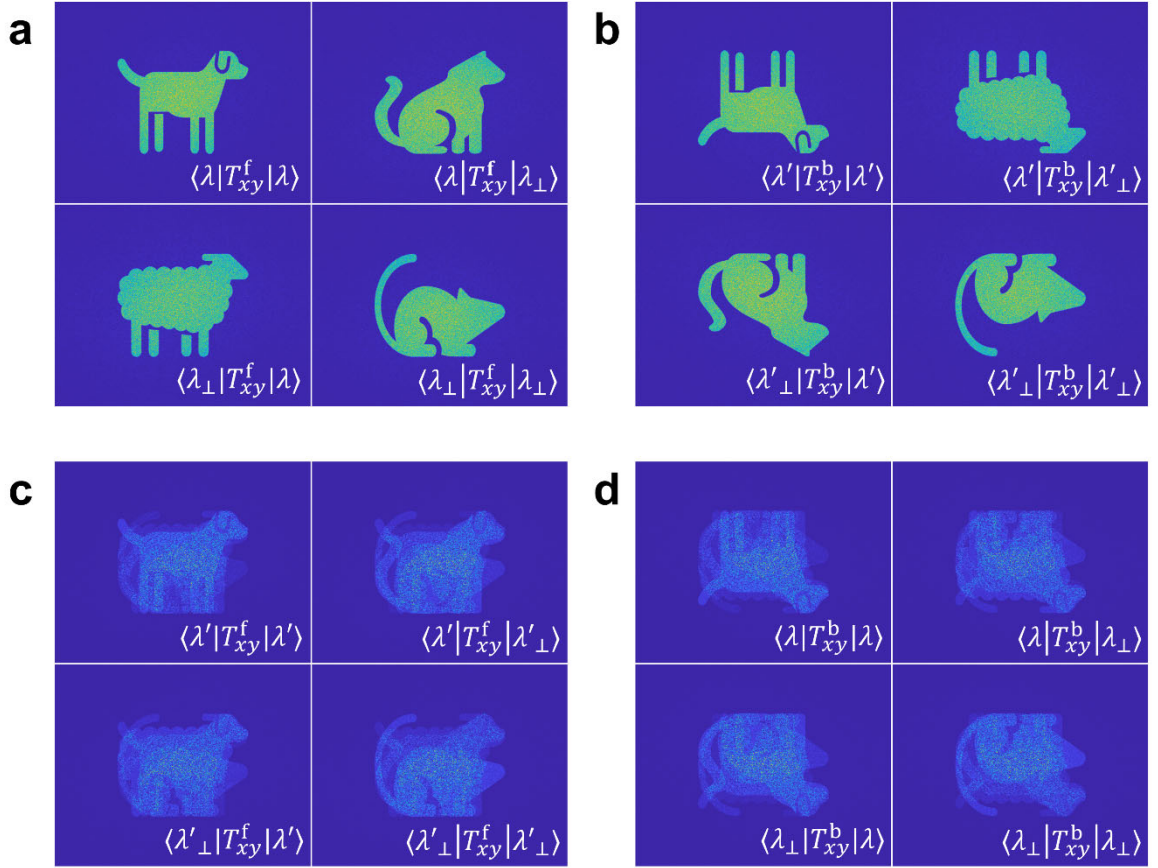 a
⟨λ|T^f_xy|λ⟩
⟨λ|T^f_xy|λ_⊥⟩
⟨λ_⊥|T^f_xy|λ⟩
⟨λ_⊥|T^f_xy|λ_⊥⟩
b
⟨λ′|T^b_xy|λ′⟩
⟨λ′|T^b_xy|λ′_⊥⟩
⟨λ′_⊥|T^b_xy|λ′⟩
⟨λ′_⊥|T^b_xy|λ′_⊥⟩
c
⟨λ′|T^f_xy|λ′⟩
⟨λ′|T^f_xy|λ′_⊥⟩
⟨λ′_⊥|T^f_xy|λ′⟩
⟨λ′_⊥|T^f_xy|λ′_⊥⟩
d
⟨λ|T^b_xy|λ⟩
⟨λ|T^b_xy|λ_⊥⟩
⟨λ_⊥|T^b_xy|λ⟩
⟨λ_⊥|T^b_xy|λ_⊥⟩